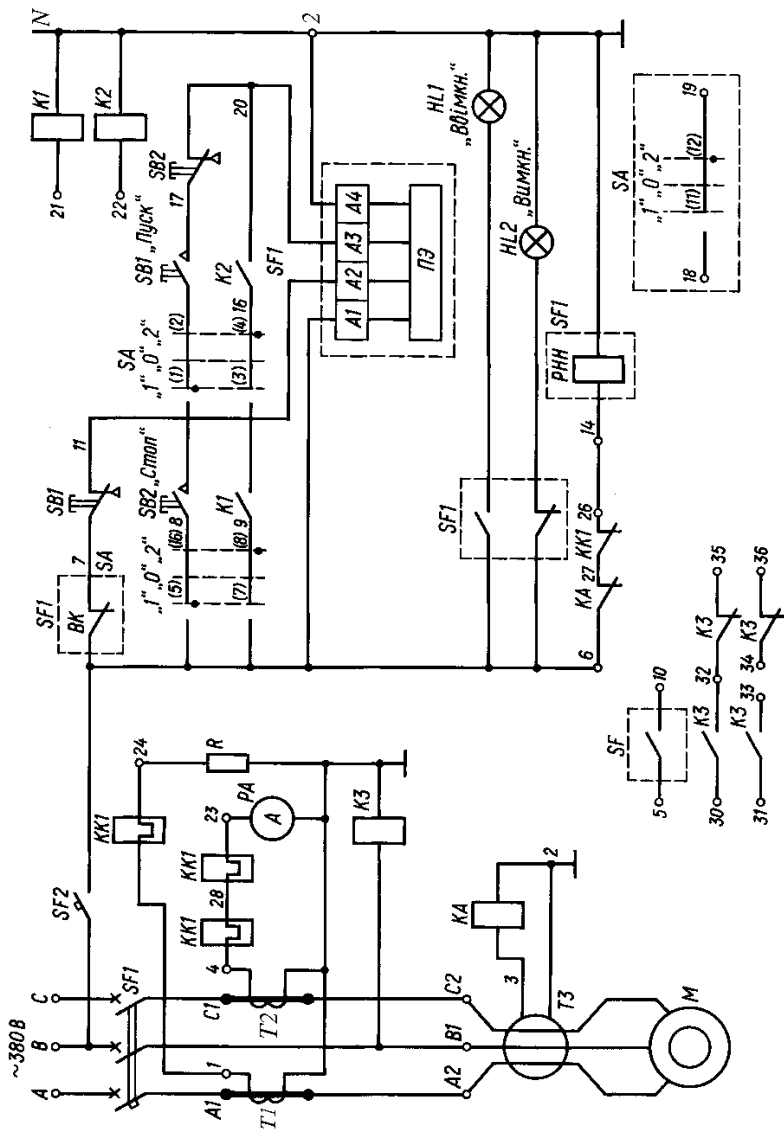 ~380 В
A
B
C
SF1
SF2
A1
1
T1
C1
4
T2
KK1
28
KK1
23
PA
A
KK1
24
R
K3
A2
B1
C2
3
KA
2
T3
M
SF1
BK
7
SB1
11
SA
„1“ „0“ „2“
(5)
(16)
8
SB2 „Стоп“
(7)
(8)
9
K1
SA
„1“ „0“ „2“
(1)
(2)
SB1 „Пуск“
17
SB2
(3)
(4)
16
K2
20
21
K1
22
K2
N
2
SF1
A1
A2
A3
A4
ПЭ
SF1
HL1
„Ввімкн.“
HL2
„Вимкн.“
6
KA
27
KK1
26
14
РНН
SF1
SF
5
10
30
K3
32
K3
35
31
K3
33
34
K3
36
SA
„1“ „0“ „2“
18
(11)
(12)
19